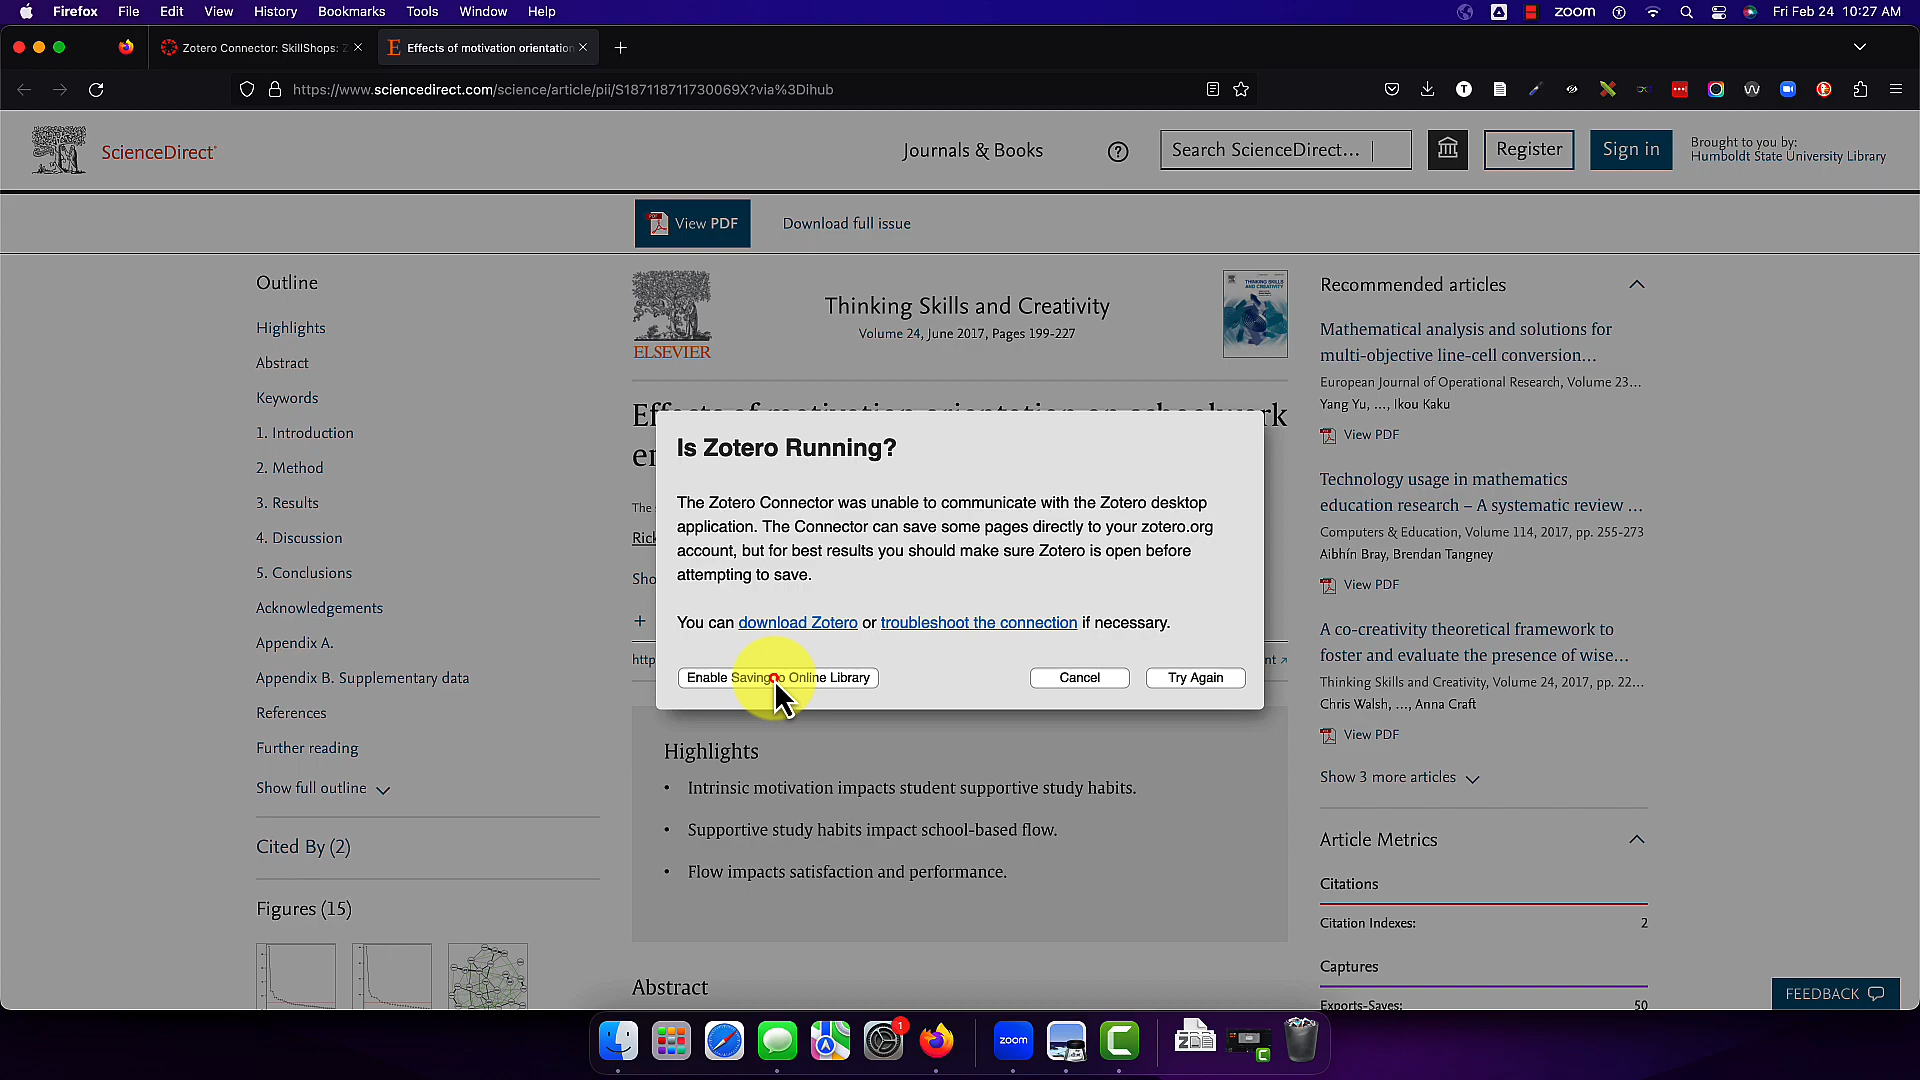 Firefox File Edit View History Bookmarks Tools Window Help
zoom Fri Feb 24 10:27 AM
Zotero Connector: SkillShops: Z
Effects of motivation orientation
https://www.sciencedirect.com/science/article/pii/S187118711730069X?via%3Dihub
ScienceDirect
Journals & Books
Search ScienceDirect...
Register
Sign in
Brought to you by:
Humboldt State University Library
View PDF
Download full issue
Outline
Highlights
Abstract
Keywords
1. Introduction
2. Method
3. Results
4. Discussion
5. Conclusions
Acknowledgements
Appendix A.
Appendix B. Supplementary data
References
Further reading
Show full outline
Cited By (2)
Figures (15)
ELSEVIER
Thinking Skills and Creativity
Volume 24, June 2017, Pages 199-227
THINKING SKILLS
AND CREATIVITY
Is Zotero Running?
The Zotero Connector was unable to communicate with the Zotero desktop
application. The Connector can save some pages directly to your zotero.org
account, but for best results you should make sure Zotero is open before
attempting to save.
You can download Zotero or troubleshoot the connection if necessary.
Enable Saving to Online Library
Cancel
Try Again
Highlights
• Intrinsic motivation impacts student supportive study habits.
• Supportive study habits impact school-based flow.
• Flow impacts satisfaction and performance.
Abstract
Recommended articles
Mathematical analysis and solutions for
multi-objective line-cell conversion...
European Journal of Operational Research, Volume 23...
Yang Yu, ..., Ikou Kaku
View PDF
Technology usage in mathematics
education research – A systematic review ...
Computers & Education, Volume 114, 2017, pp. 255-273
Aibhín Bray, Brendan Tangney
View PDF
A co-creativity theoretical framework to
foster and evaluate the presence of wise...
Thinking Skills and Creativity, Volume 24, 2017, pp. 22...
Chris Walsh, ..., Anna Craft
View PDF
Show 3 more articles
Article Metrics
Citations
Citation Indexes: 2
Captures
Exports-Saves: 50
FEEDBACK
1
zoom